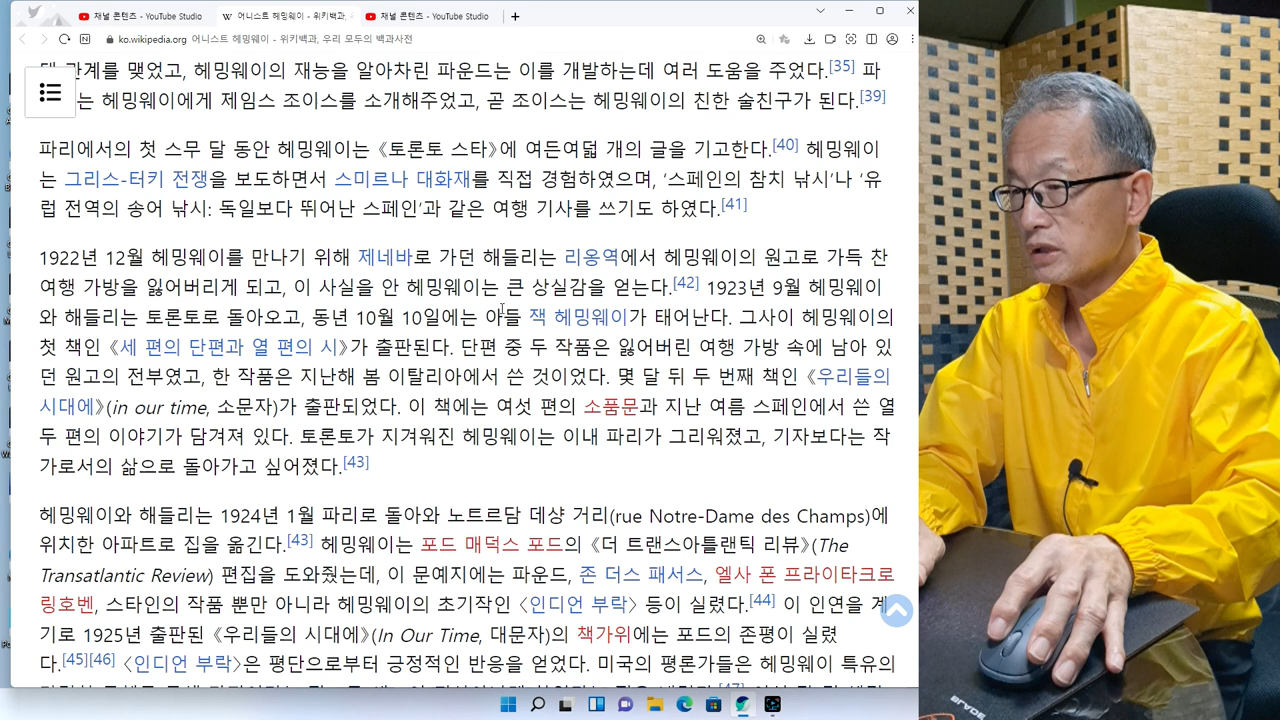 재널 콘텐츠 - YouTube Studio
어니스트 헤밍웨이 - 위키백과,
재널 콘텐츠 - YouTube Studio
ko.wikipedia.org 어니스트 헤밍웨이 - 위키백과, 우리 모두의 백과사전
관계를 맺었고, 헤밍웨이의 재능을 알아차린 파운드는 이를 개발하는데 여러 도움을 주었다.[35] 파
는 헤밍웨이에게 제임스 조이스를 소개해주었고, 곧 조이스는 헤밍웨이의 친한 술친구가 된다.[39]
파리에서의 첫 스무 달 동안 헤밍웨이는 《토론토 스타》에 여든여덟 개의 글을 기고한다.[40] 헤밍웨이
는 그리스-터키 전쟁을 보도하면서 스미르나 대화재를 직접 경험하였으며, ‘스페인의 참치 낚시’나 ‘유
럽 전역의 송어 낚시: 독일보다 뛰어난 스페인’과 같은 여행 기사를 쓰기도 하였다.[41]
1922년 12월 헤밍웨이를 만나기 위해 제네바로 가던 해들리는 리옹역에서 헤밍웨이의 원고로 가득 찬
여행 가방을 잃어버리게 되고, 이 사실을 안 헤밍웨이는 큰 상실감을 얻는다.[42] 1923년 9월 헤밍웨이
와 해들리는 토론토로 돌아오고, 동년 10월 10일에는 아들 잭 헤밍웨이가 태어난다. 그사이 헤밍웨이의
첫 책인 《세 편의 단편과 열 편의 시》가 출판된다. 단편 중 두 작품은 잃어버린 여행 가방 속에 남아 있
던 원고의 전부였고, 한 작품은 지난해 봄 이탈리아에서 쓴 것이었다. 몇 달 뒤 두 번째 책인 《우리들의
시대에》(in our time, 소문자)가 출판되었다. 이 책에는 여섯 편의 소품문과 지난 여름 스페인에서 쓴 열
두 편의 이야기가 담겨져 있다. 토론토가 지겨워진 헤밍웨이는 이내 파리가 그리워졌고, 기자보다는 작
가로서의 삶으로 돌아가고 싶어졌다.[43]
헤밍웨이와 해들리는 1924년 1월 파리로 돌아와 노트르담 데샹 거리(rue Notre-Dame des Champs)에
위치한 아파트로 집을 옮긴다.[43] 헤밍웨이는 포드 매덕스 포드의 《더 트랜스아틀랜틱 리뷰》(The
Transatlantic Review) 편집을 도와줬는데, 이 문예지에는 파운드, 존 더스 패서스, 엘사 폰 프라이타크로
링호벤, 스타인의 작품 뿐만 아니라 헤밍웨이의 초기작인 〈인디언 부락〉 등이 실렸다.[44] 이 인연을 계
기로 1925년 출판된 《우리들의 시대에》(In Our Time, 대문자)의 책가위에는 포드의 존평이 실렸
다.[45][46] 〈인디언 부락〉은 평단으로부터 긍정적인 반응을 얻었다. 미국의 평론가들은 헤밍웨이 특유의
BLADE